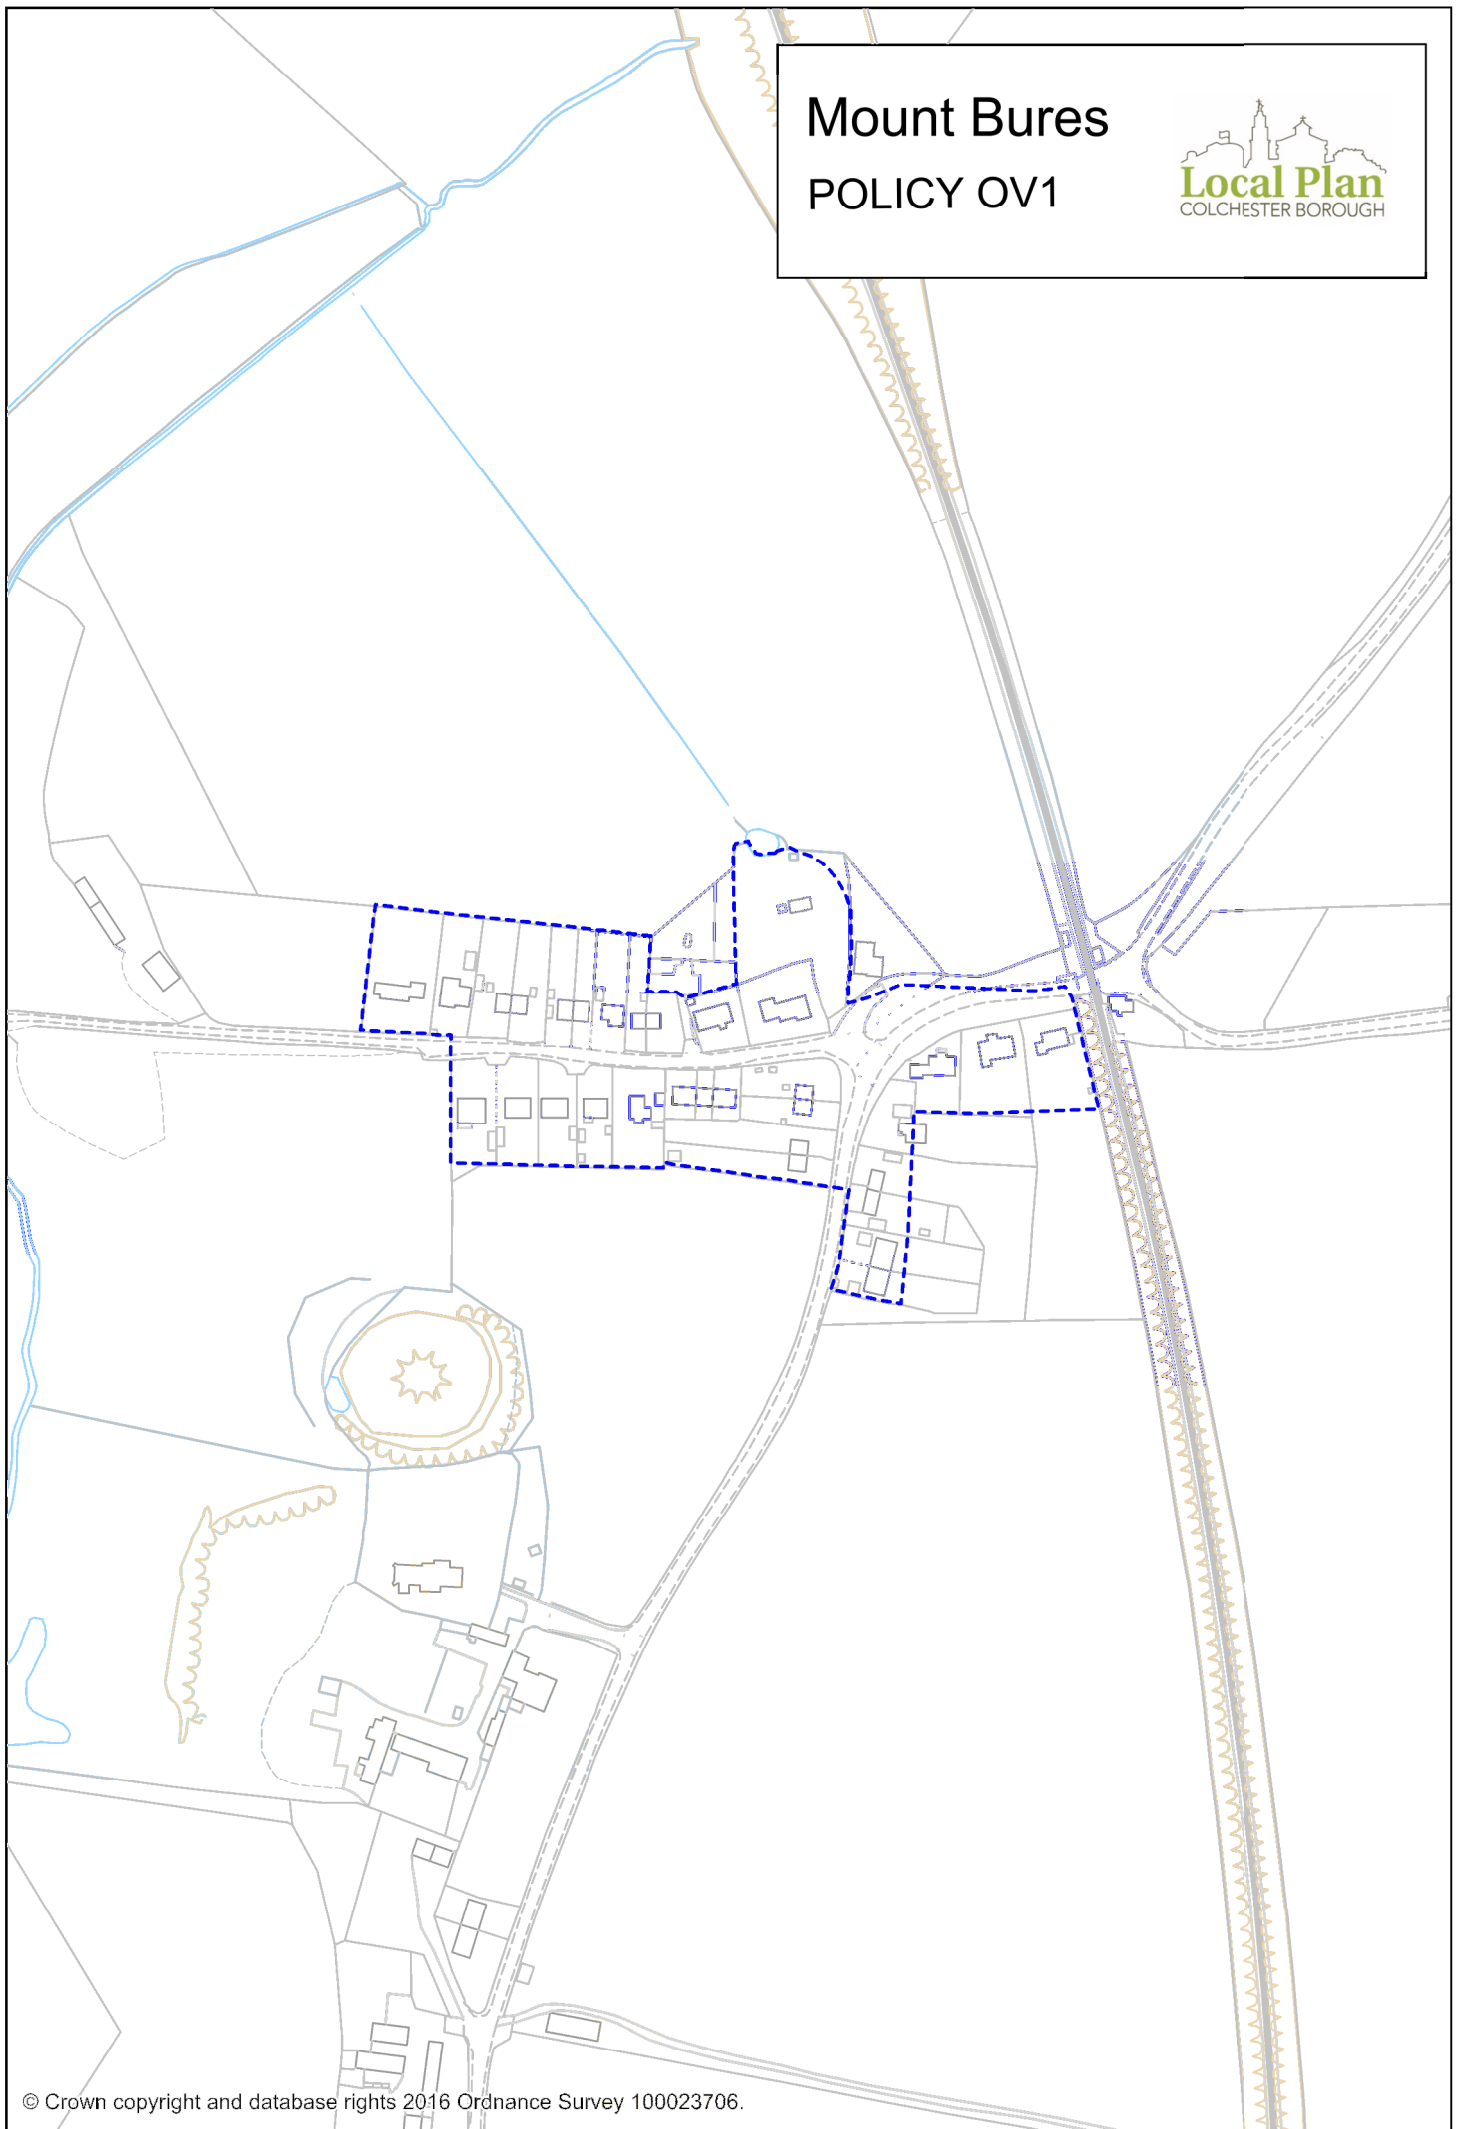 Mount Bures
POLICY OV1
Local Plan
COLCHESTER BOROUGH
© Crown copyright and database rights 2016 Ordnance Survey 100023706.